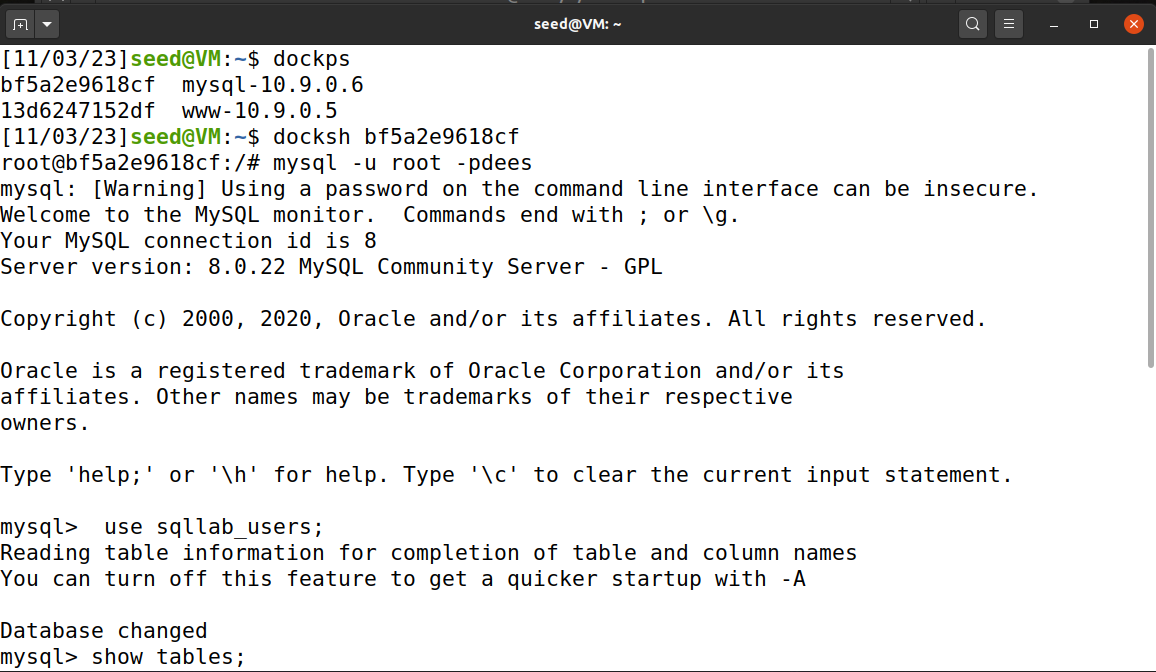 seed@VM: ~
[11/03/23]seed@VM:~$ dockps
bf5a2e9618cf  mysql-10.9.0.6
13d6247152df  www-10.9.0.5
[11/03/23]seed@VM:~$ docksh bf5a2e9618cf
root@bf5a2e9618cf:/# mysql -u root -pdees
mysql: [Warning] Using a password on the command line interface can be insecure.
Welcome to the MySQL monitor.  Commands end with ; or \g.
Your MySQL connection id is 8
Server version: 8.0.22 MySQL Community Server - GPL
Copyright (c) 2000, 2020, Oracle and/or its affiliates. All rights reserved.
Oracle is a registered trademark of Oracle Corporation and/or its
affiliates. Other names may be trademarks of their respective
owners.
Type 'help;' or '\h' for help. Type '\c' to clear the current input statement.
mysql>  use sqllab_users;
Reading table information for completion of table and column names
You can turn off this feature to get a quicker startup with -A
Database changed
mysql> show tables;